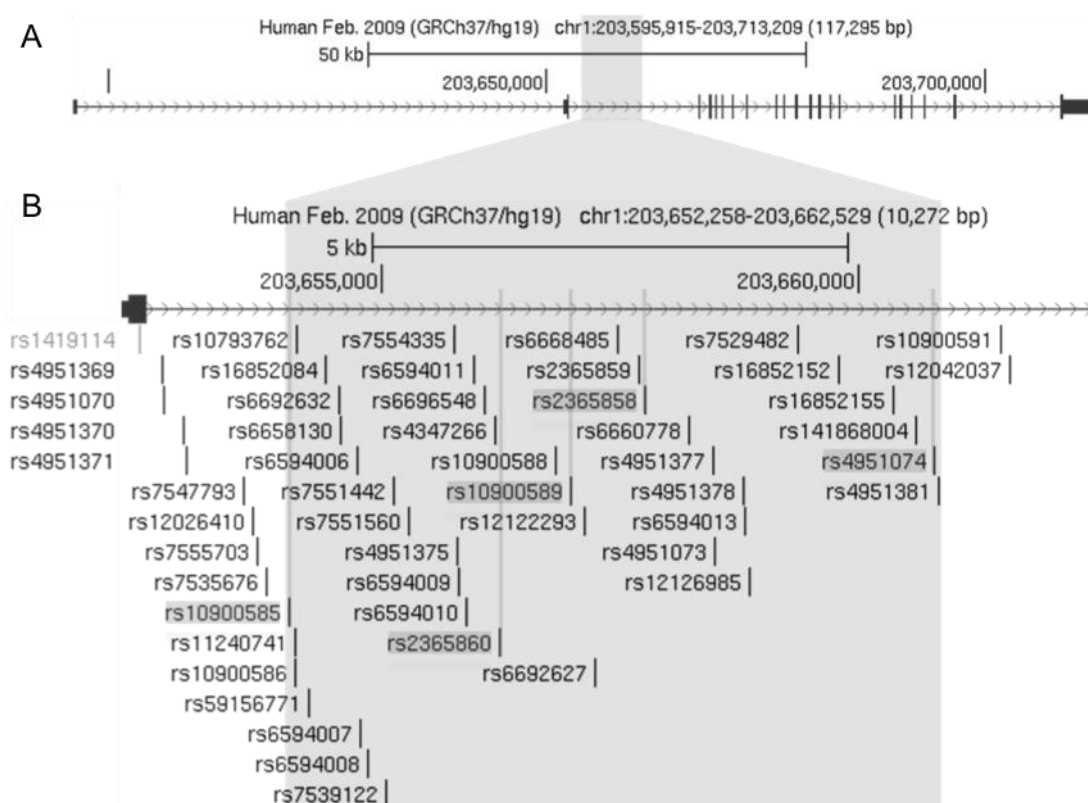 A
Human Feb. 2009 (GRCh37/hg19) chr1:203,595,915-203,713,209 (117,295 bp)
50 kb
203,650,000 203,700,000
B
Human Feb. 2009 (GRCh37/hg19) chr1:203,652,258-203,662,529 (10,272 bp)
5 kb
203,655,000 203,660,000
rs1419114 rs10793762 rs7554335 rs6668485 rs7529482 rs10900591
rs4951369 rs16852084 rs6594011 rs2365859 rs16852152 rs12042037
rs4951070 rs6692632 rs6696548 rs2365858 rs16852155
rs4951370 rs6658130 rs4347266 rs6660778 rs141868004
rs4951371 rs6594006 rs10900588 rs4951377 rs4951074
rs7547793 rs7551442 rs10900589 rs4951378 rs4951381
rs12026410 rs7551560 rs12122293 rs6594013
rs7555703 rs4951375 rs4951073
rs7535676 rs6594009 rs12126985
rs10900585 rs6594010
rs11240741 rs2365860
rs10900586 rs6692627
rs59156771
rs6594007
rs6594008
rs7539122